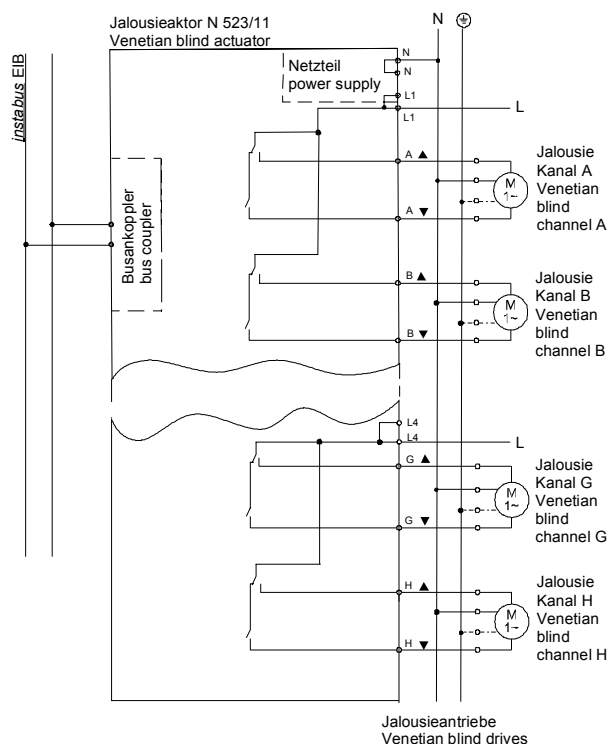 Jalousieaktor N 523/11
Venetian blind actuator
N
instabus EIB
Netzteil
power supply
N
N
L1
L1
L
Busankoppler
bus coupler
A ▲
A ▼
M
1~
Jalousie
Kanal A
Venetian
blind
channel A
B ▲
B ▼
M
1~
Jalousie
Kanal B
Venetian
blind
channel B
L4
L4
L
G ▲
G ▼
M
1~
Jalousie
Kanal G
Venetian
blind
channel G
H ▲
H ▼
M
1~
Jalousie
Kanal H
Venetian
blind
channel H
Jalousieantriebe
Venetian blind drives